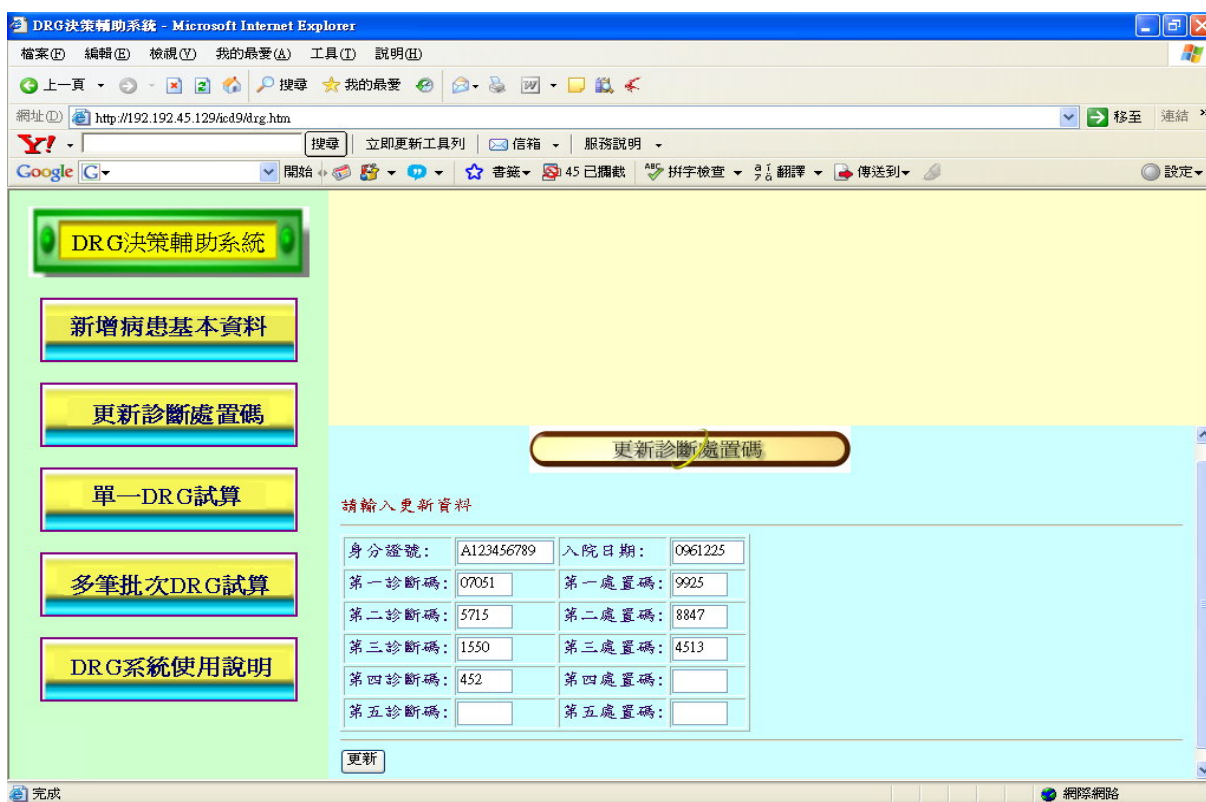 DRG決策輔助系統 - Microsoft Internet Explorer
檔案(F) 編輯(E) 檢視(V) 我的最愛(A) 工具(T) 說明(H)
上一頁 搜尋 我的最愛
網址(D) http://192.192.45.129/icd9/drg.htm 移至 連結 »
Y! 搜尋 立即更新工具列 信箱 服務說明
Google G 開始 書籤 45 已攔截 ABC 拼字檢查 翻譯 傳送到 設定
DRG決策輔助系統
新增病患基本資料
更新診斷處置碼
單一DRG試算
多筆批次DRG試算
DRG系統使用說明
更新診斷處置碼
請輸入更新資料
身分證號: A123456789 入院日期: 0961225
第一診斷碼: 07051 第一處置碼: 9925
第二診斷碼: 5715 第二處置碼: 8847
第三診斷碼: 1550 第三處置碼: 4513
第四診斷碼: 452 第四處置碼:
第五診斷碼: 第五處置碼:
更新
完成 網際網路